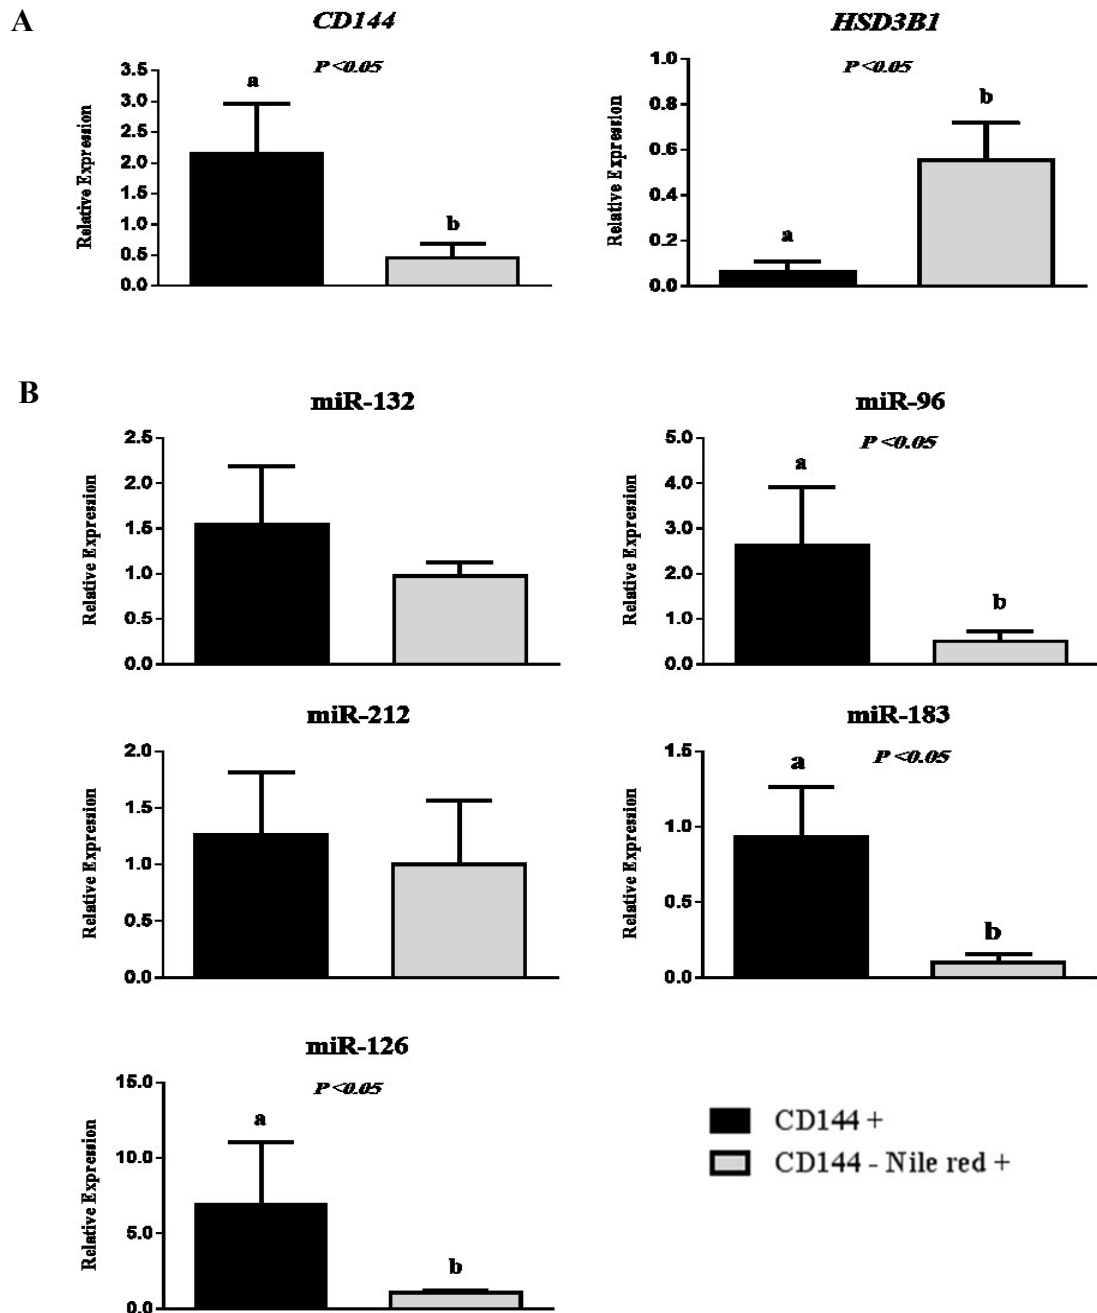 A
CD144
P<0.05
Relative Expression
3.5
3.0
2.5
2.0
1.5
1.0
0.5
0.0
a
b
HSD3B1
P<0.05
Relative Expression
1.0
0.8
0.6
0.4
0.2
0.0
a
b
B
miR-132
Relative Expression
2.5
2.0
1.5
1.0
0.5
0.0
miR-96
P<0.05
Relative Expression
5.0
4.0
3.0
2.0
1.0
0.0
a
b
miR-212
Relative Expression
2.0
1.5
1.0
0.5
0.0
miR-183
P<0.05
Relative Expression
1.5
1.0
0.5
0.0
a
b
miR-126
P<0.05
Relative Expression
15.0
10.0
5.0
0.0
a
b
CD144 +
CD144 - Nile red +